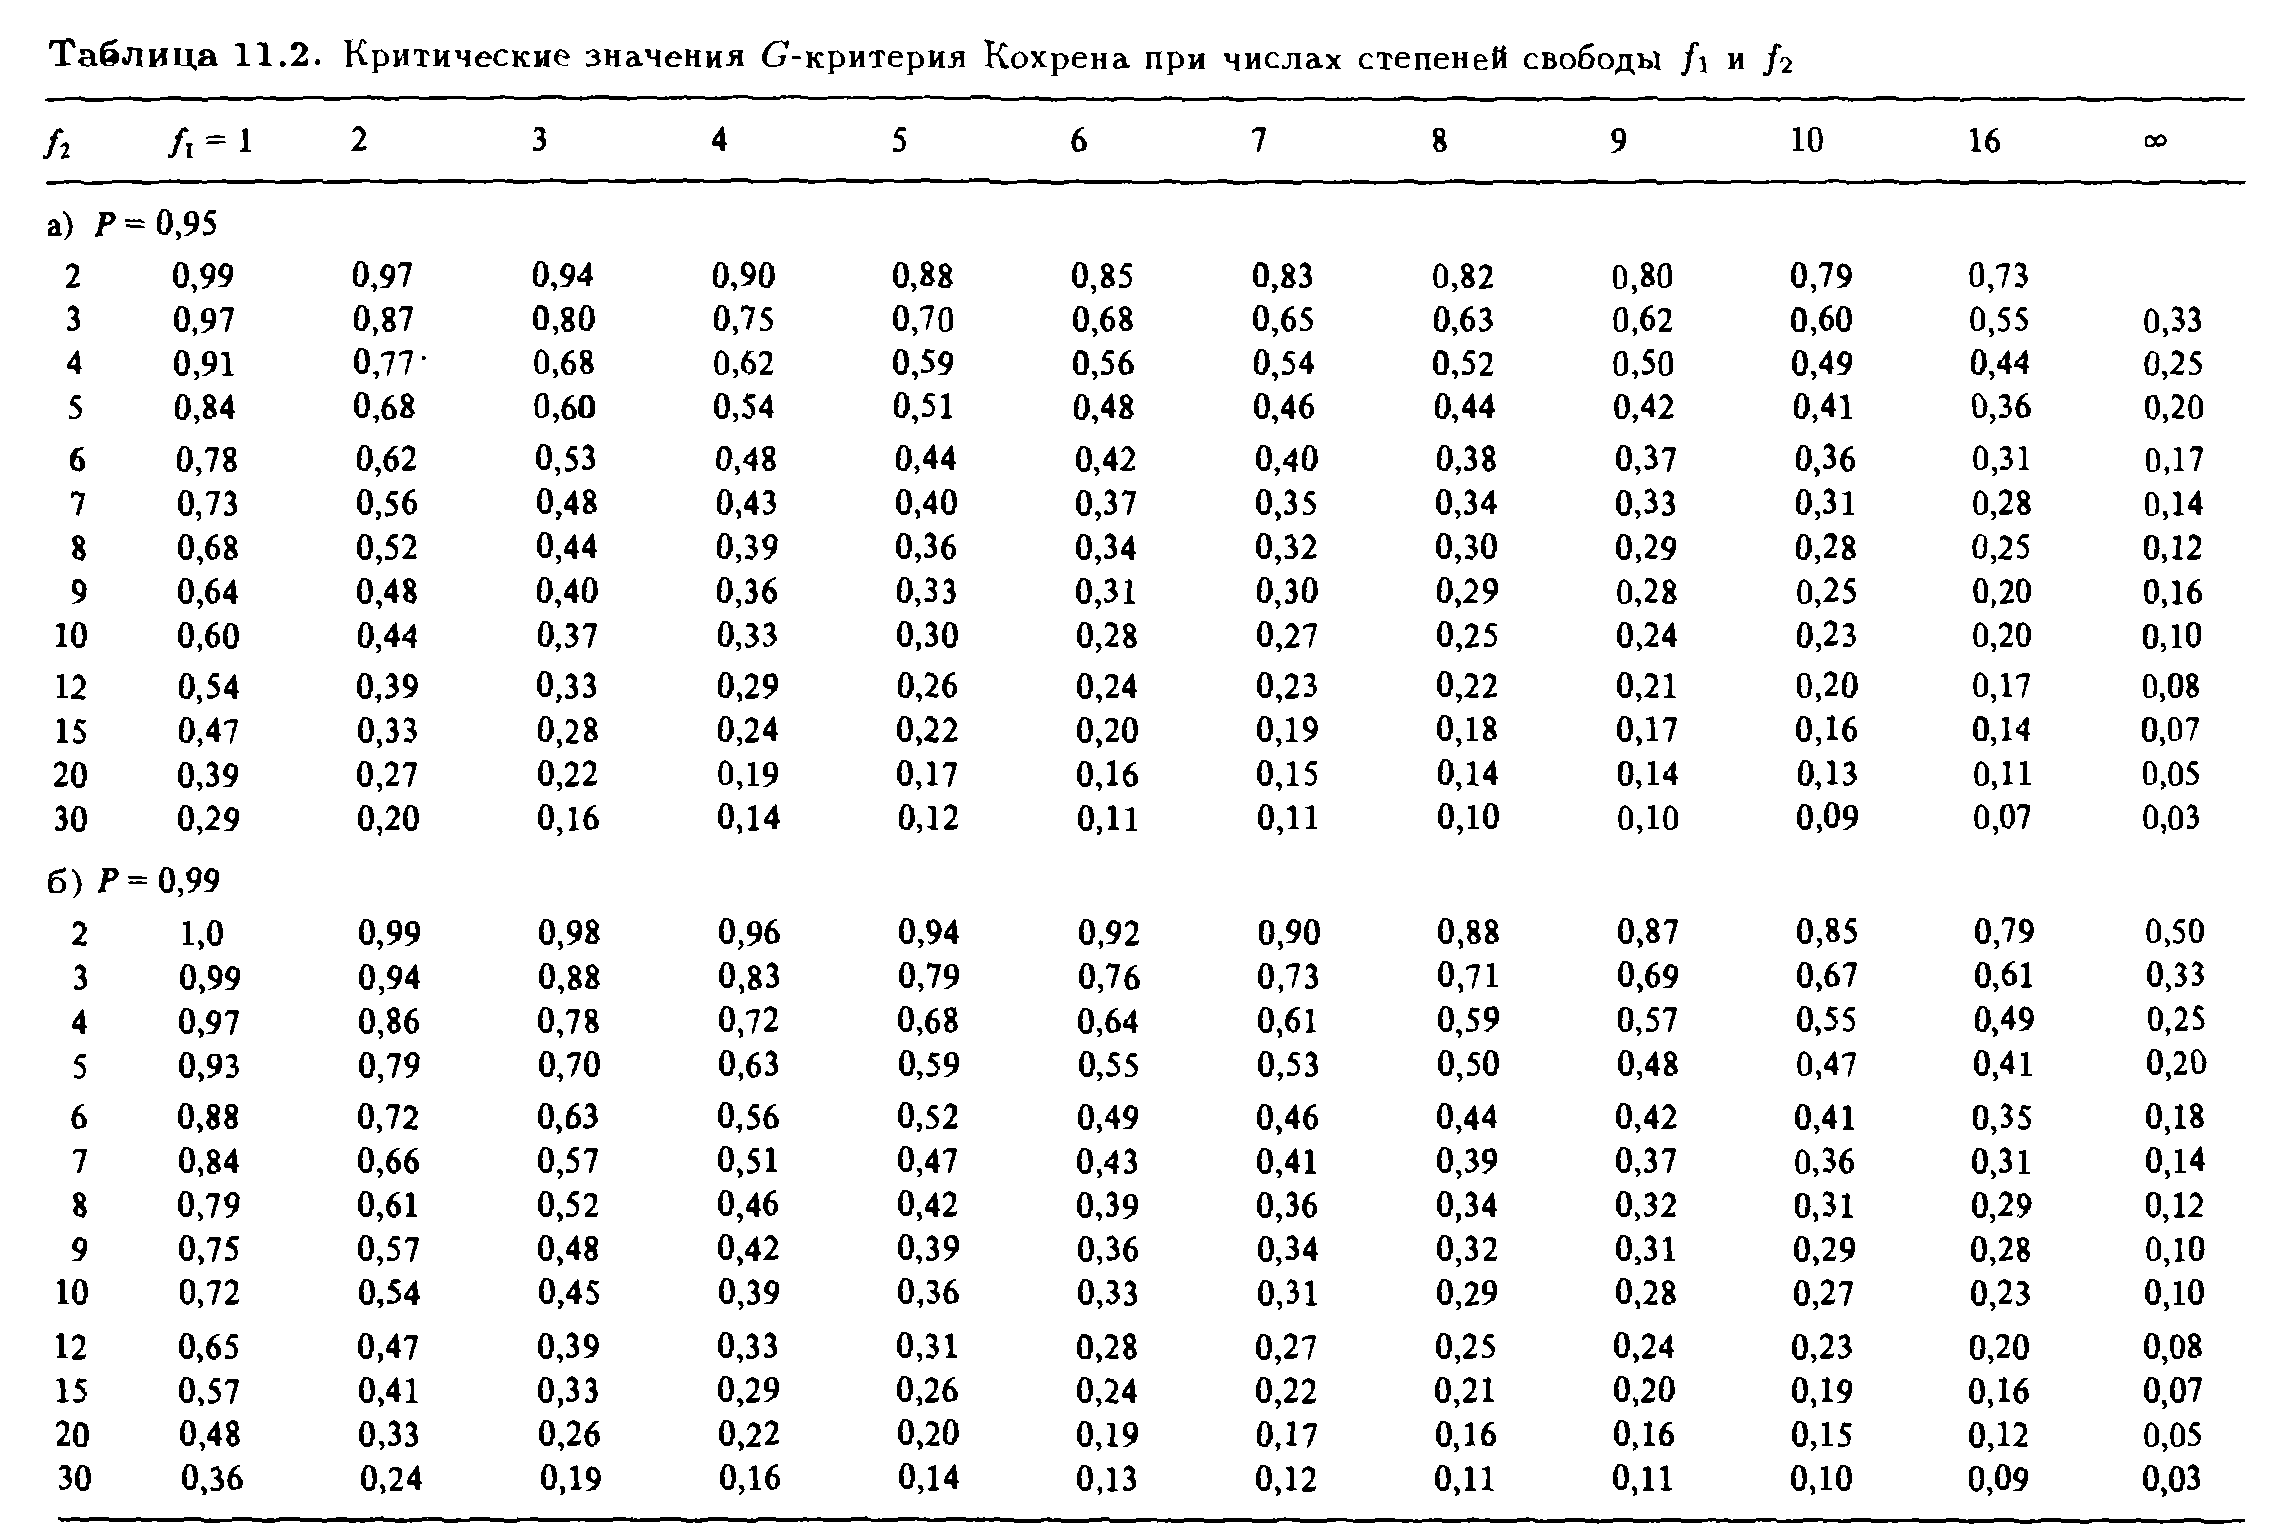 Таблица 11.2. Критические значения G-критерия Кохрена при числах степеней свободы f1 и f2
f2 f1 = 1 2 3 4 5 6 7 8 9 10 16 ∞
а) P = 0,95
2 0,99 0,97 0,94 0,90 0,88 0,85 0,83 0,82 0,80 0,79 0,73
3 0,97 0,87 0,80 0,75 0,70 0,68 0,65 0,63 0,62 0,60 0,55 0,33
4 0,91 0,77 0,68 0,62 0,59 0,56 0,54 0,52 0,50 0,49 0,44 0,25
5 0,84 0,68 0,60 0,54 0,51 0,48 0,46 0,44 0,42 0,41 0,36 0,20
6 0,78 0,62 0,53 0,48 0,44 0,42 0,40 0,38 0,37 0,36 0,31 0,17
7 0,73 0,56 0,48 0,43 0,40 0,37 0,35 0,34 0,33 0,31 0,28 0,14
8 0,68 0,52 0,44 0,39 0,36 0,34 0,32 0,30 0,29 0,28 0,25 0,12
9 0,64 0,48 0,40 0,36 0,33 0,31 0,30 0,29 0,28 0,25 0,20 0,16
10 0,60 0,44 0,37 0,33 0,30 0,28 0,27 0,25 0,24 0,23 0,20 0,10
12 0,54 0,39 0,33 0,29 0,26 0,24 0,23 0,22 0,21 0,20 0,17 0,08
15 0,47 0,33 0,28 0,24 0,22 0,20 0,19 0,18 0,17 0,16 0,14 0,07
20 0,39 0,27 0,22 0,19 0,17 0,16 0,15 0,14 0,14 0,13 0,11 0,05
30 0,29 0,20 0,16 0,14 0,12 0,11 0,11 0,10 0,10 0,09 0,07 0,03
б) P = 0,99
2 1,0 0,99 0,98 0,96 0,94 0,92 0,90 0,88 0,87 0,85 0,79 0,50
3 0,99 0,94 0,88 0,83 0,79 0,76 0,73 0,71 0,69 0,67 0,61 0,33
4 0,97 0,86 0,78 0,72 0,68 0,64 0,61 0,59 0,57 0,55 0,49 0,25
5 0,93 0,79 0,70 0,63 0,59 0,55 0,53 0,50 0,48 0,47 0,41 0,20
6 0,88 0,72 0,63 0,56 0,52 0,49 0,46 0,44 0,42 0,41 0,35 0,18
7 0,84 0,66 0,57 0,51 0,47 0,43 0,41 0,39 0,37 0,36 0,31 0,14
8 0,79 0,61 0,52 0,46 0,42 0,39 0,36 0,34 0,32 0,31 0,29 0,12
9 0,75 0,57 0,48 0,42 0,39 0,36 0,34 0,32 0,31 0,29 0,28 0,10
10 0,72 0,54 0,45 0,39 0,36 0,33 0,31 0,29 0,28 0,27 0,23 0,10
12 0,65 0,47 0,39 0,33 0,31 0,28 0,27 0,25 0,24 0,23 0,20 0,08
15 0,57 0,41 0,33 0,29 0,26 0,24 0,22 0,21 0,20 0,19 0,16 0,07
20 0,48 0,33 0,26 0,22 0,20 0,19 0,17 0,16 0,16 0,15 0,12 0,05
30 0,36 0,24 0,19 0,16 0,14 0,13 0,12 0,11 0,11 0,10 0,09 0,03